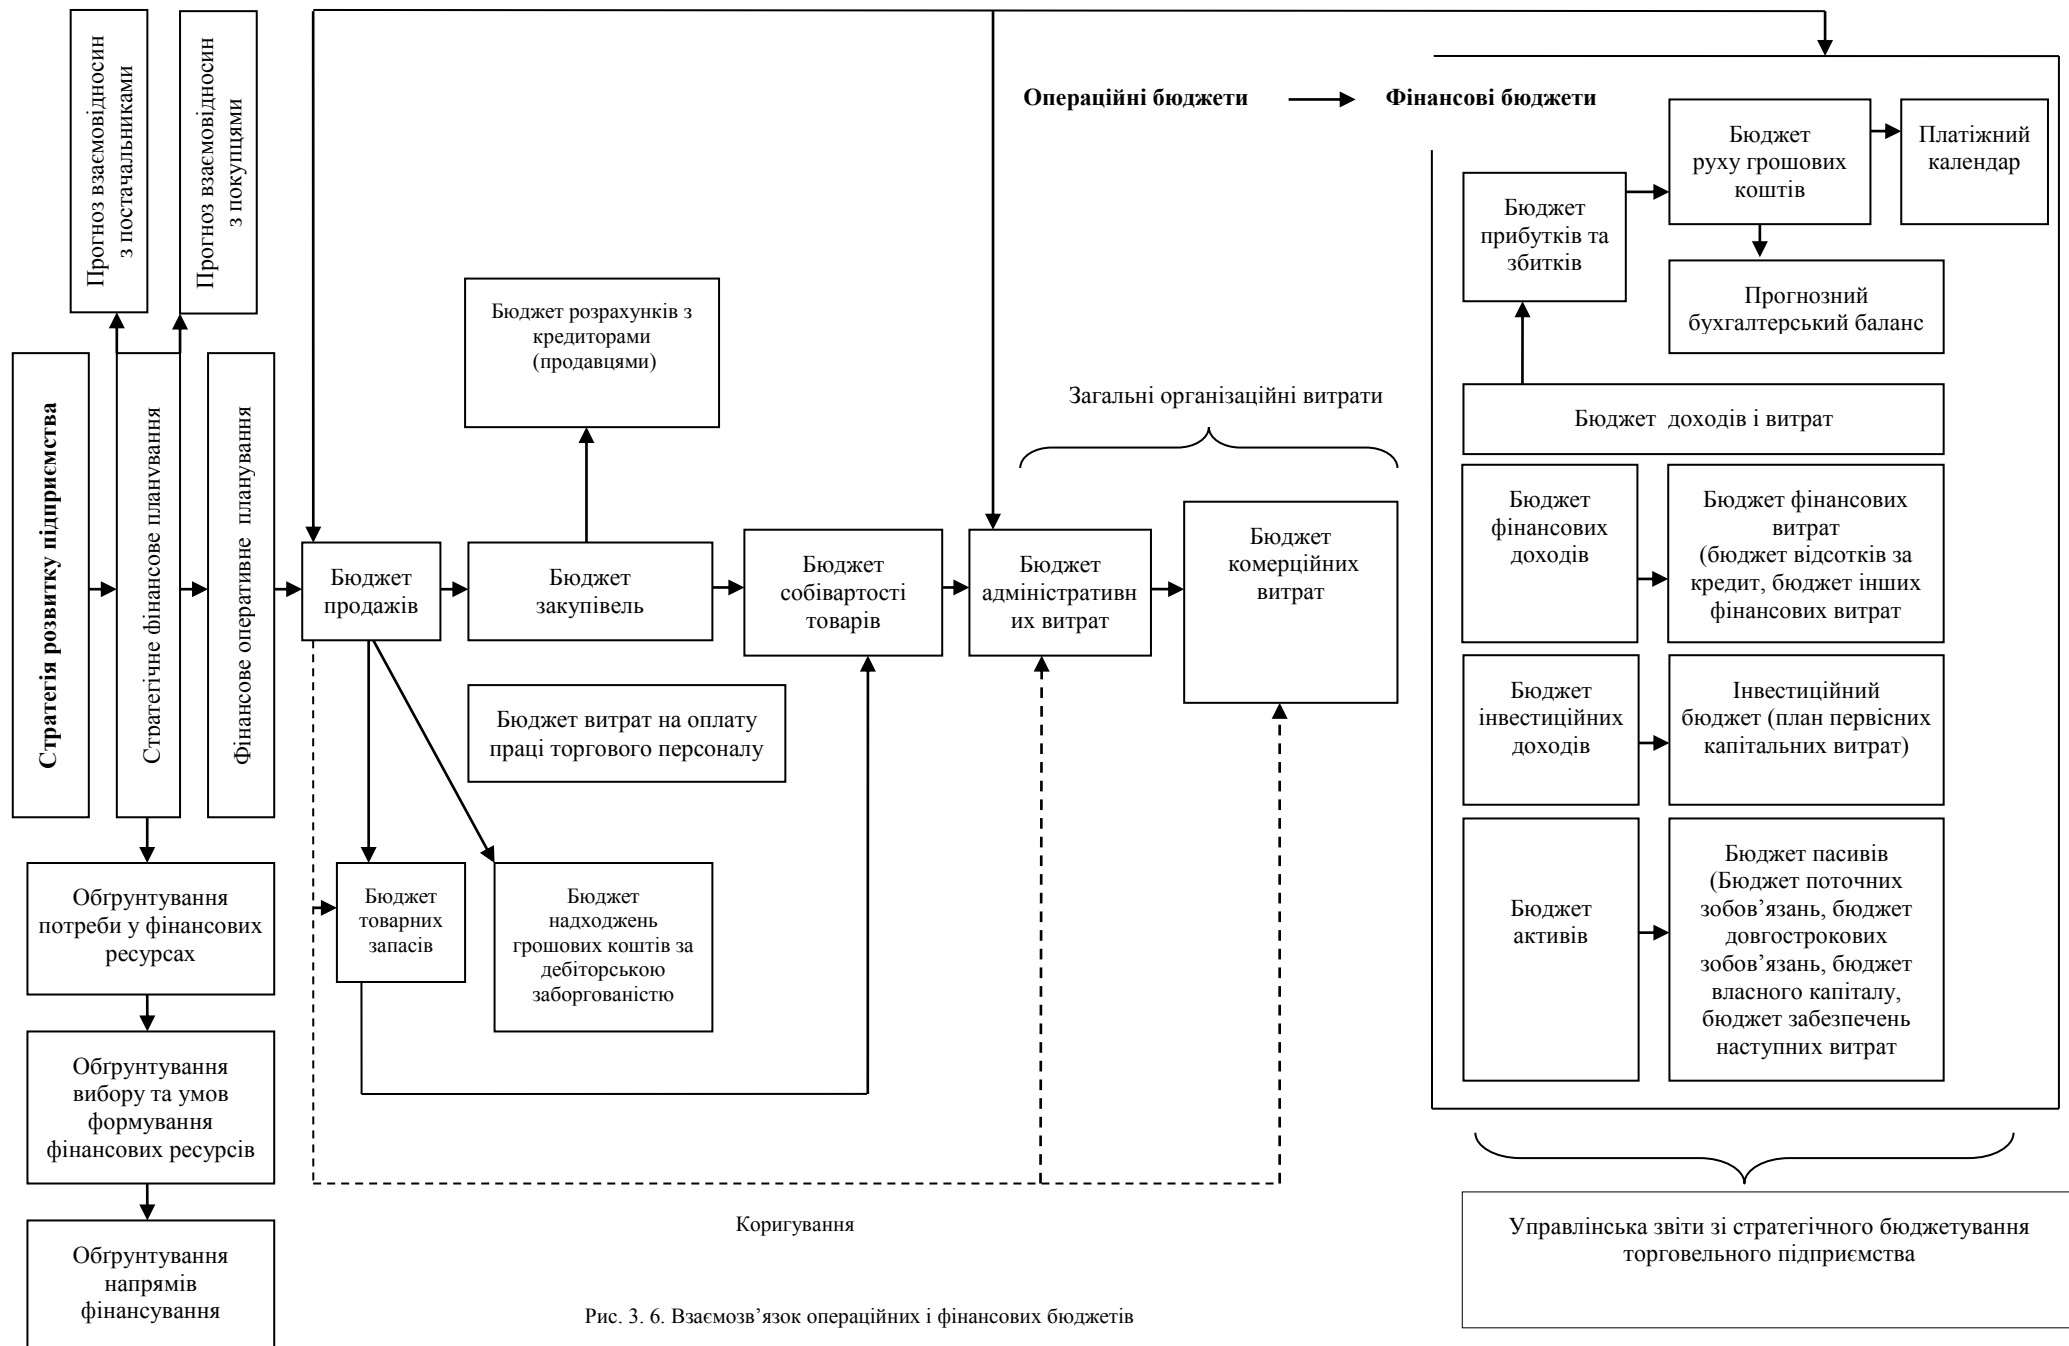 Прогноз взаємовідносин
з постачальниками
Прогноз взаємовідносин
з покупцями
Операційні бюджети
Фінансові бюджети
Бюджет
руху грошових
коштів
Платіжний
календар
Бюджет
прибутків та
збитків
Прогнозний
бухгалтерський баланс
Бюджет розрахунків з
кредиторами
(продавцями)
Загальні організаційні витрати
Бюджет доходів і витрат
Стратегія розвитку підприємства
Стратегічне фінансове планування
Фінансове оперативне планування
Бюджет
продажів
Бюджет
закупівель
Бюджет
собівартості
товарів
Бюджет
адміністративн
их витрат
Бюджет
комерційних
витрат
Бюджет
фінансових
доходів
Бюджет фінансових
витрат
(бюджет відсотків за
кредит, бюджет інших
фінансових витрат
Бюджет витрат на оплату
праці торгового персоналу
Бюджет
інвестиційних
доходів
Інвестиційний
бюджет (план первісних
капітальних витрат)
Обґрунтування
потреби у фінансових
ресурсах
Бюджет
товарних
запасів
Бюджет
надходжень
грошових коштів за
дебіторською
заборгованістю
Бюджет
активів
Бюджет пасивів
(Бюджет поточних
зобов’язань, бюджет
довгострокових
зобов’язань, бюджет
власного капіталу,
бюджет забезпечень
наступних витрат
Обґрунтування
вибору та умов
формування
фінансових ресурсів
Обґрунтування
напрямів
фінансування
Коригування
Управлінська звіти зі стратегічного бюджетування
торговельного підприємства
Рис. 3. 6. Взаємозв’язок операційних і фінансових бюджетів